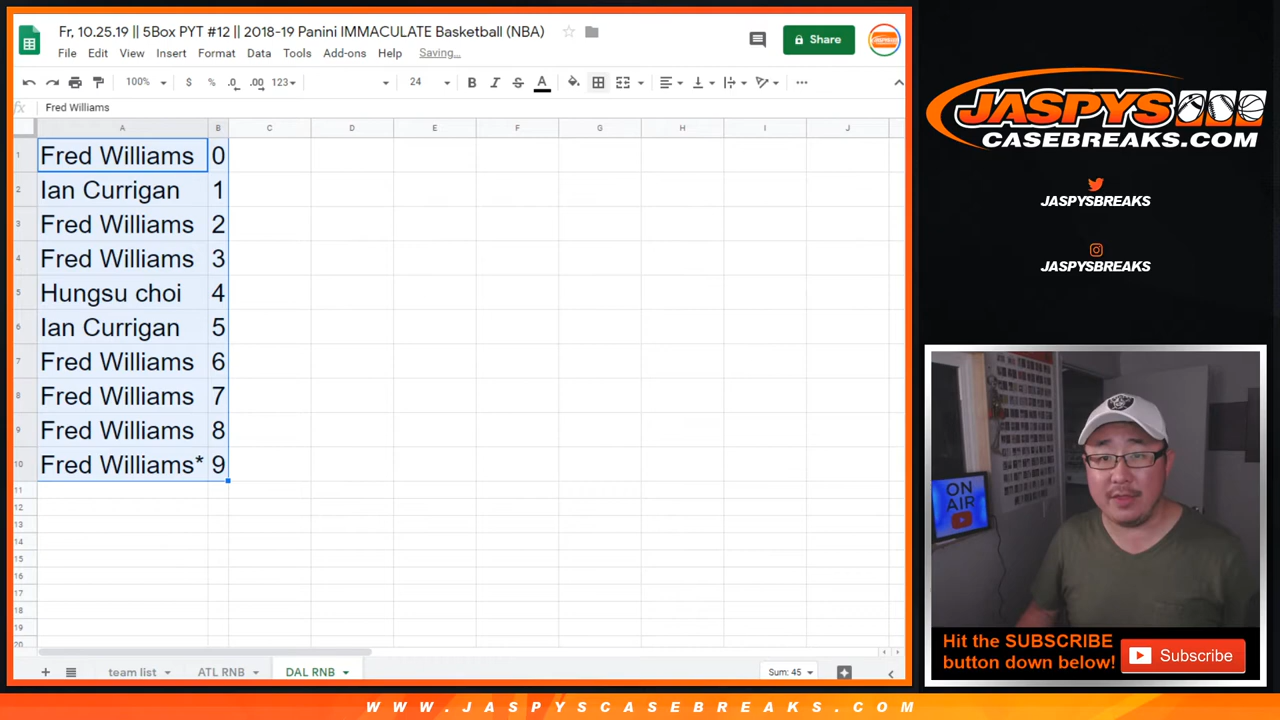 Fr, 10.25.19 || 5Box PYT #12 || 2018-19 Panini IMMACULATE Basketball (NBA)
File Edit View Insert Format Data Tools Add-ons Help Saving...
Share
100% $ % .0 .00 123 24 B I S A
fx Fred Williams
A B C D E F G H I J
1 Fred Williams 0
2 Ian Currigan 1
3 Fred Williams 2
4 Fred Williams 3
5 Hungsu choi 4
6 Ian Currigan 5
7 Fred Williams 6
8 Fred Williams 7
9 Fred Williams 8
10 Fred Williams* 9
11
12
13
14
15
16
17
18
19
20
team list ATL RNB DAL RNB Sum: 45
JASPYS
CASEBREAKS.COM
JASPYSBREAKS
JASPYSBREAKS
ON
AIR
Hit the SUBSCRIBE
button down below!
Subscribe
WWW.JASPYSCASEBREAKS.COM